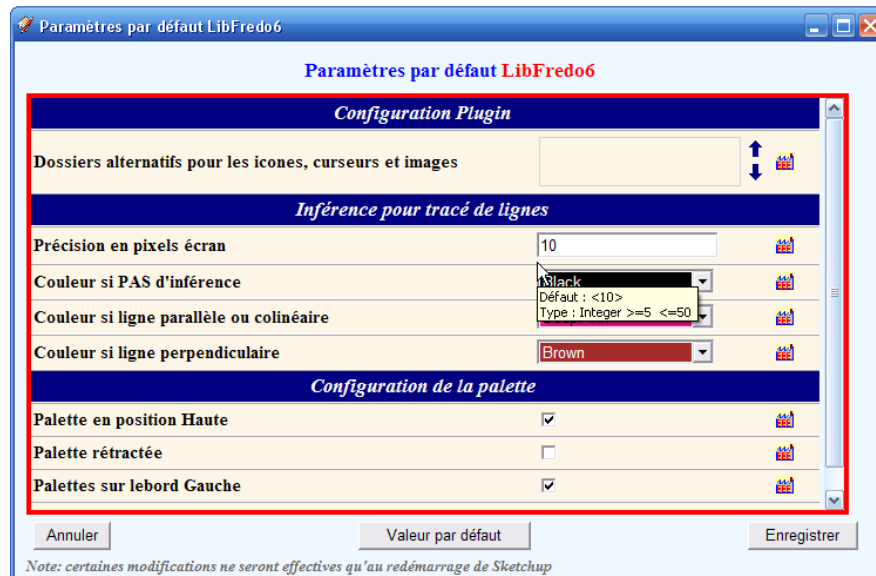 Paramètres par défaut LibFredo6
Paramètres par défaut LibFredo6
Configuration Plugin
Dossiers alternatifs pour les icones, curseurs et images
Inférence pour tracé de lignes
Précision en pixels écran 10
Couleur si PAS d'inférence Black
Défaut : <10>
Type : Integer >=5 <=50
Couleur si ligne parallèle ou colinéaire
Couleur si ligne perpendiculaire Brown
Configuration de la palette
Palette en position Haute
Palette rétractée
Palettes sur lebord Gauche
Annuler Valeur par défaut Enregistrer
Note: certaines modifications ne seront effectives qu'au redémarrage de Sketchup